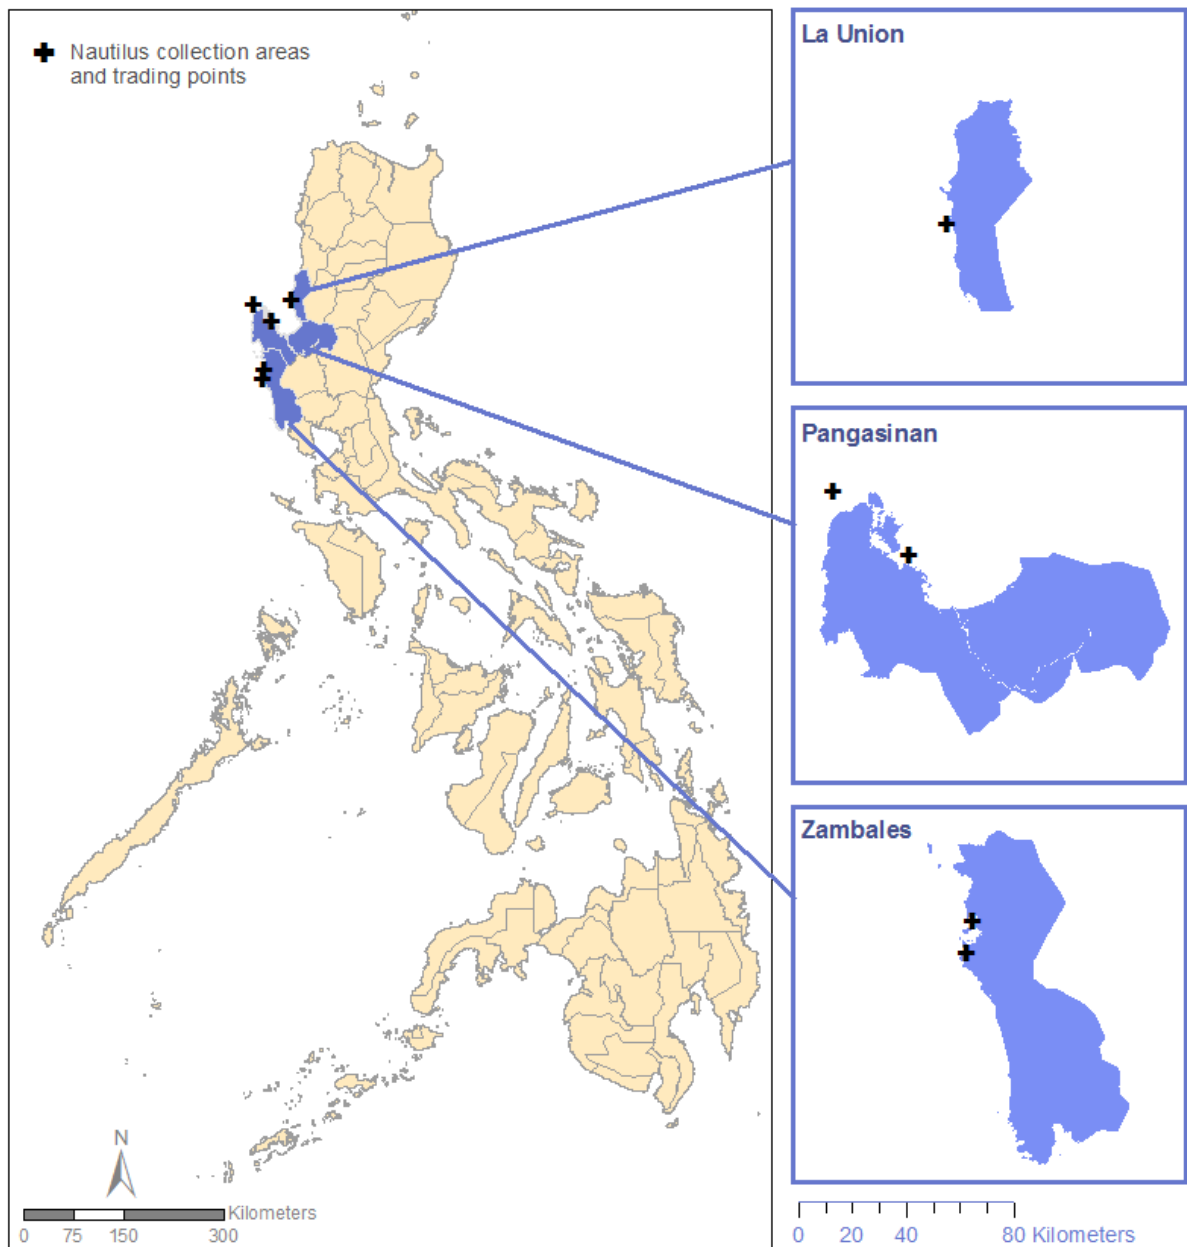 Nautilus collection areas
and trading points
La Union
Pangasinan
Zambales
N
Kilometers
0 75 150 300
0 20 40 80 Kilometers